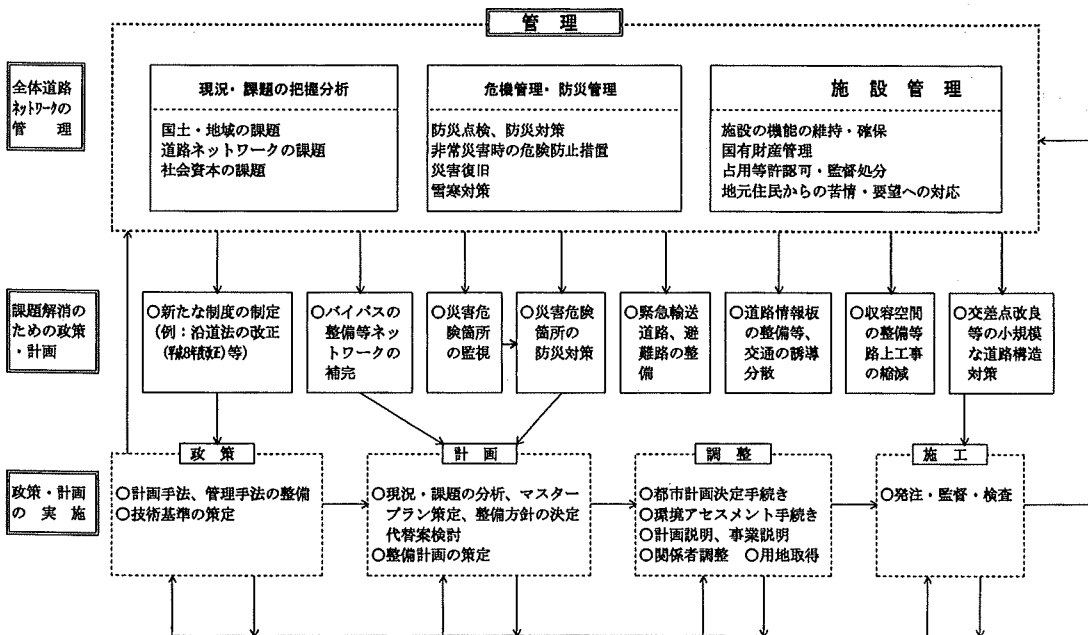 管理
全体道路
ネットワークの
管理
現況・課題の把握分析
国土・地域の課題
道路ネットワークの課題
社会資本の課題
危機管理・防災管理
防災点検、防災対策
非常災害時の危険防止措置
災害復旧
雪寒対策
施設管理
施設の機能の維持・確保
国有財産管理
占用等許認可・監督処分
地元住民からの苦情・要望への対応
課題解消の
ための政策
・計画
○新たな制度の制定
(例：沿道法の改正
(平成8年改正)等)
○バイパスの
整備等ネッ
トワークの
補完
○災害危
険箇所
の監視
○災害危険
箇所の
防災対策
○緊急輸送
道路、避
難路の整
備
○道路情報板
の整備等、
交通の誘導
分散
○収容空間
の整備等
路上工事
の縮減
○交差点改良
等の小規模
な道路構造
対策
政策・計画
の実施
政策
○計画手法、管理手法の整備
○技術基準の策定
計画
○現況・課題の分析、マスター
プラン策定、整備方針の決定
代替案検討
○整備計画の策定
調整
○都市計画決定手続き
○環境アセスメント手続き
○計画説明、事業説明
○関係者調整 ○用地取得
施工
○発注・監督・検査